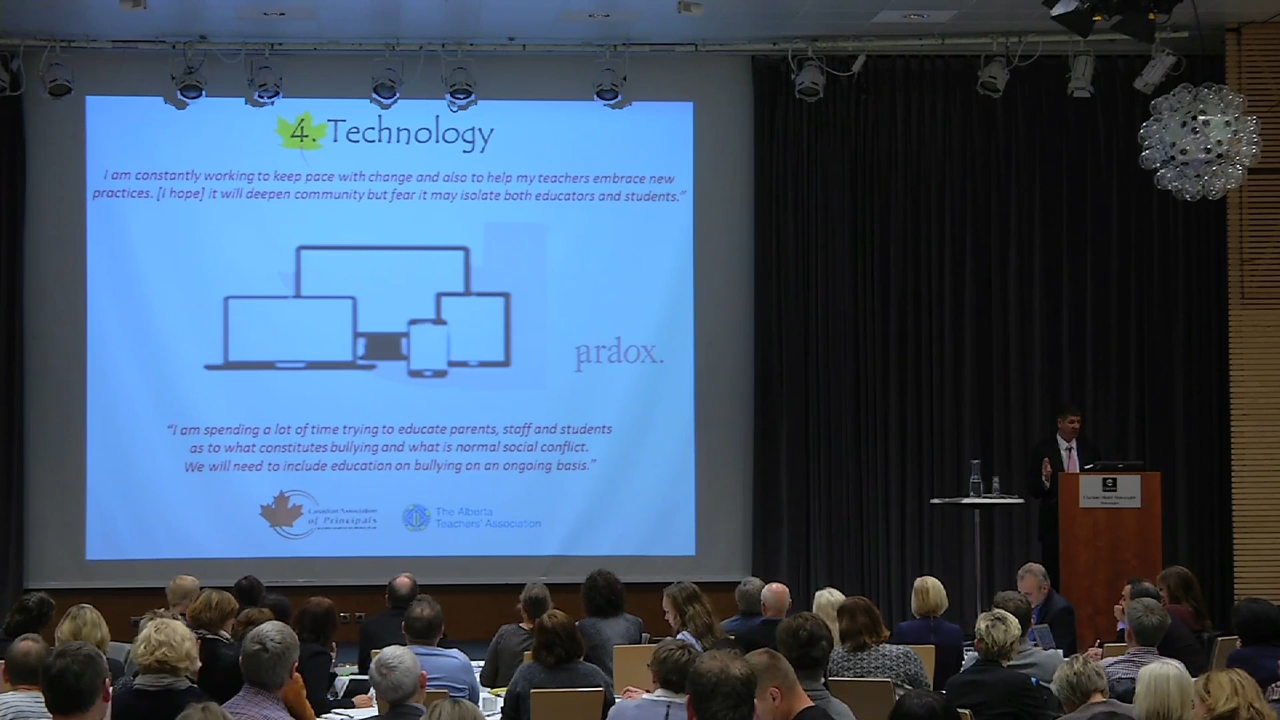 4. Technology
I am constantly working to keep pace with change and also to help my teachers embrace new
practices. [I hope] it will deepen community but fear it may isolate both educators and students.”
ardox.
“I am spending a lot of time trying to educate parents, staff and students
as to what constitutes bullying and what is normal social conflict.
We will need to include education on bullying on an ongoing basis.”
Canadian Association
of Principals
The Alberta
Teachers' Association